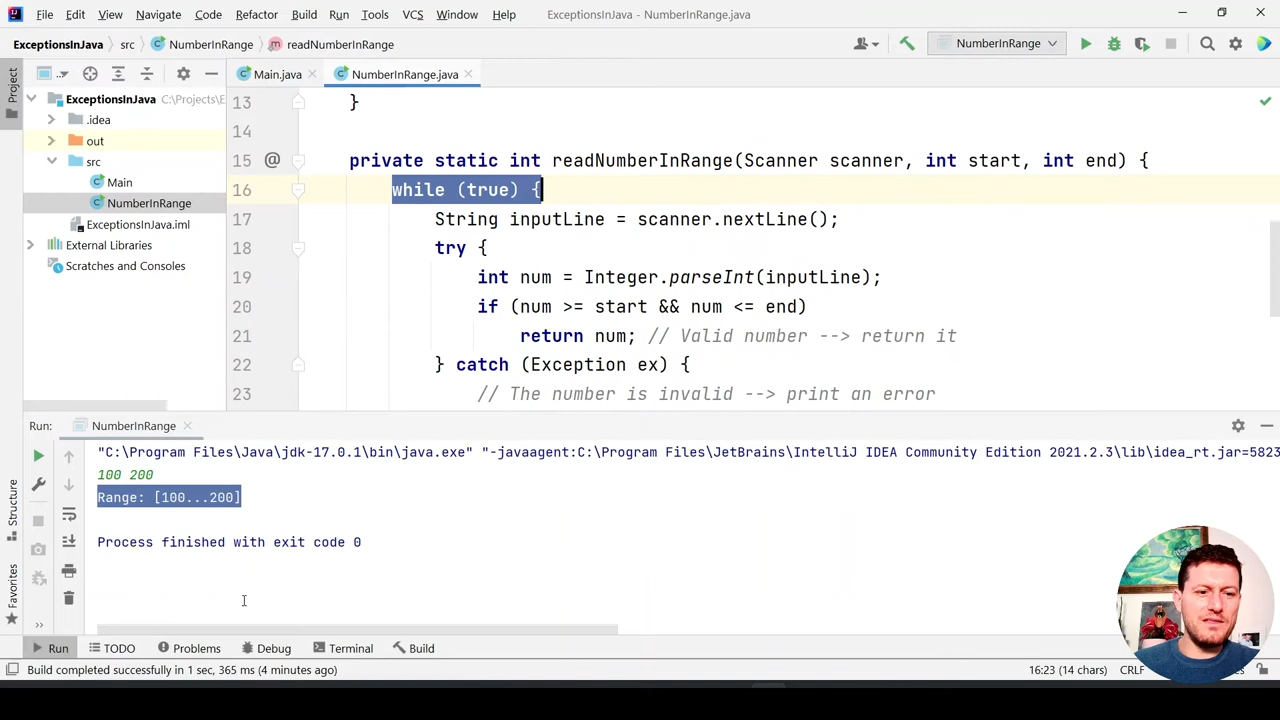 File Edit View Navigate Code Refactor Build Run Tools VCS Window Help ExceptionsInJava - NumberInRange.java
ExceptionsInJava src NumberInRange readNumberInRange NumberInRange
Project .. Main.java NumberInRange.java
ExceptionsInJava C:\Projects\E
.idea
out
src
Main
NumberInRange
ExceptionsInJava.iml
External Libraries
Scratches and Consoles
13 }
14
15 @ private static int readNumberInRange(Scanner scanner, int start, int end) {
16 while (true) {
17 String inputLine = scanner.nextLine();
18 try {
19 int num = Integer.parseInt(inputLine);
20 if (num >= start && num <= end)
21 return num; // Valid number --> return it
22 } catch (Exception ex) {
23 // The number is invalid --> print an error
Run: NumberInRange
"C:\Program Files\Java\jdk-17.0.1\bin\java.exe" "-javaagent:C:\Program Files\JetBrains\IntelliJ IDEA Community Edition 2021.2.3\lib\idea_rt.jar=5823
100 200
Range: [100...200]
Process finished with exit code 0
Structure
Favorites
Run TODO Problems Debug Terminal Build
Build completed successfully in 1 sec, 365 ms (4 minutes ago) 16:23 (14 chars) CRLF